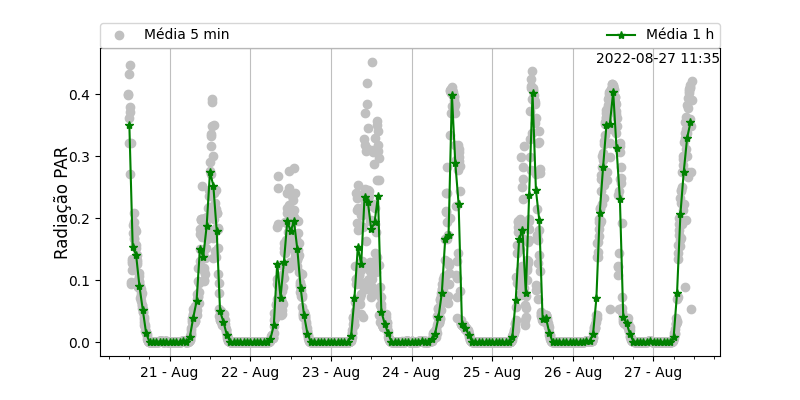 Média 5 min
Média 1 h
2022-08-27 11:35
Radiação PAR
0.4
0.3
0.2
0.1
0.0
21 - Aug
22 - Aug
23 - Aug
24 - Aug
25 - Aug
26 - Aug
27 - Aug